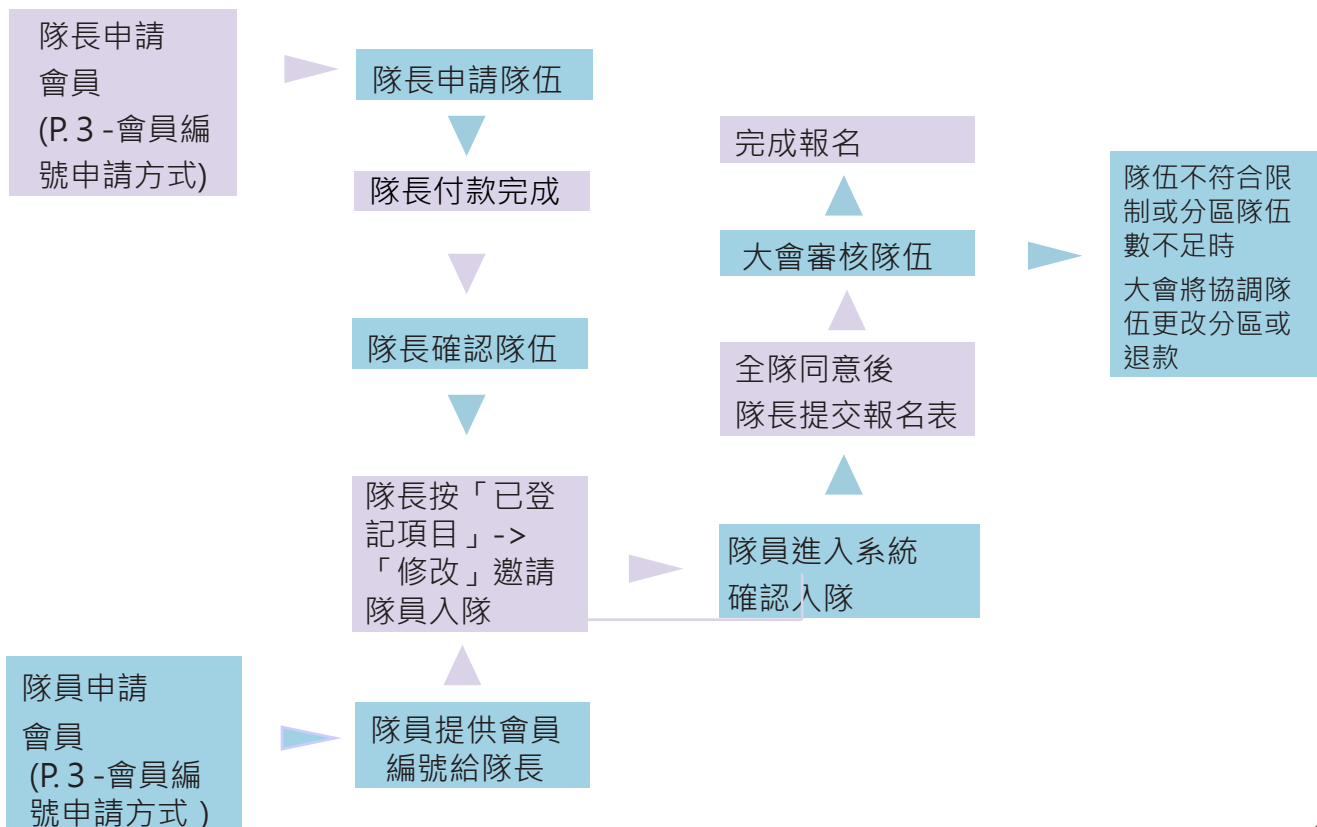 隊長申請
會員
(P. 3 -會員編
號申請方式)
隊長申請隊伍
隊長付款完成
隊長確認隊伍
隊長按「已登
記項目」->
「修改」邀請
隊員入隊
隊員申請
會員
(P. 3 -會員編
號申請方式 )
隊員提供會員
編號給隊長
隊員進入系統
確認入隊
全隊同意後
隊長提交報名表
大會審核隊伍
完成報名
隊伍不符合限
制或分區隊伍
數不足時
大會將協調隊
伍更改分區或
退款